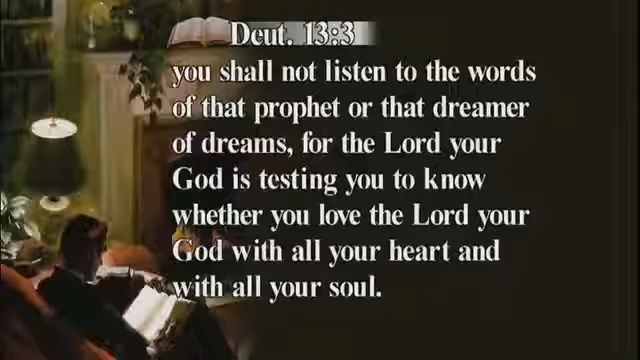 Deut. 13:3
you shall not listen to the words
of that prophet or that dreamer
of dreams, for the Lord your
God is testing you to know
whether you love the Lord your
God with all your heart and
with all your soul.